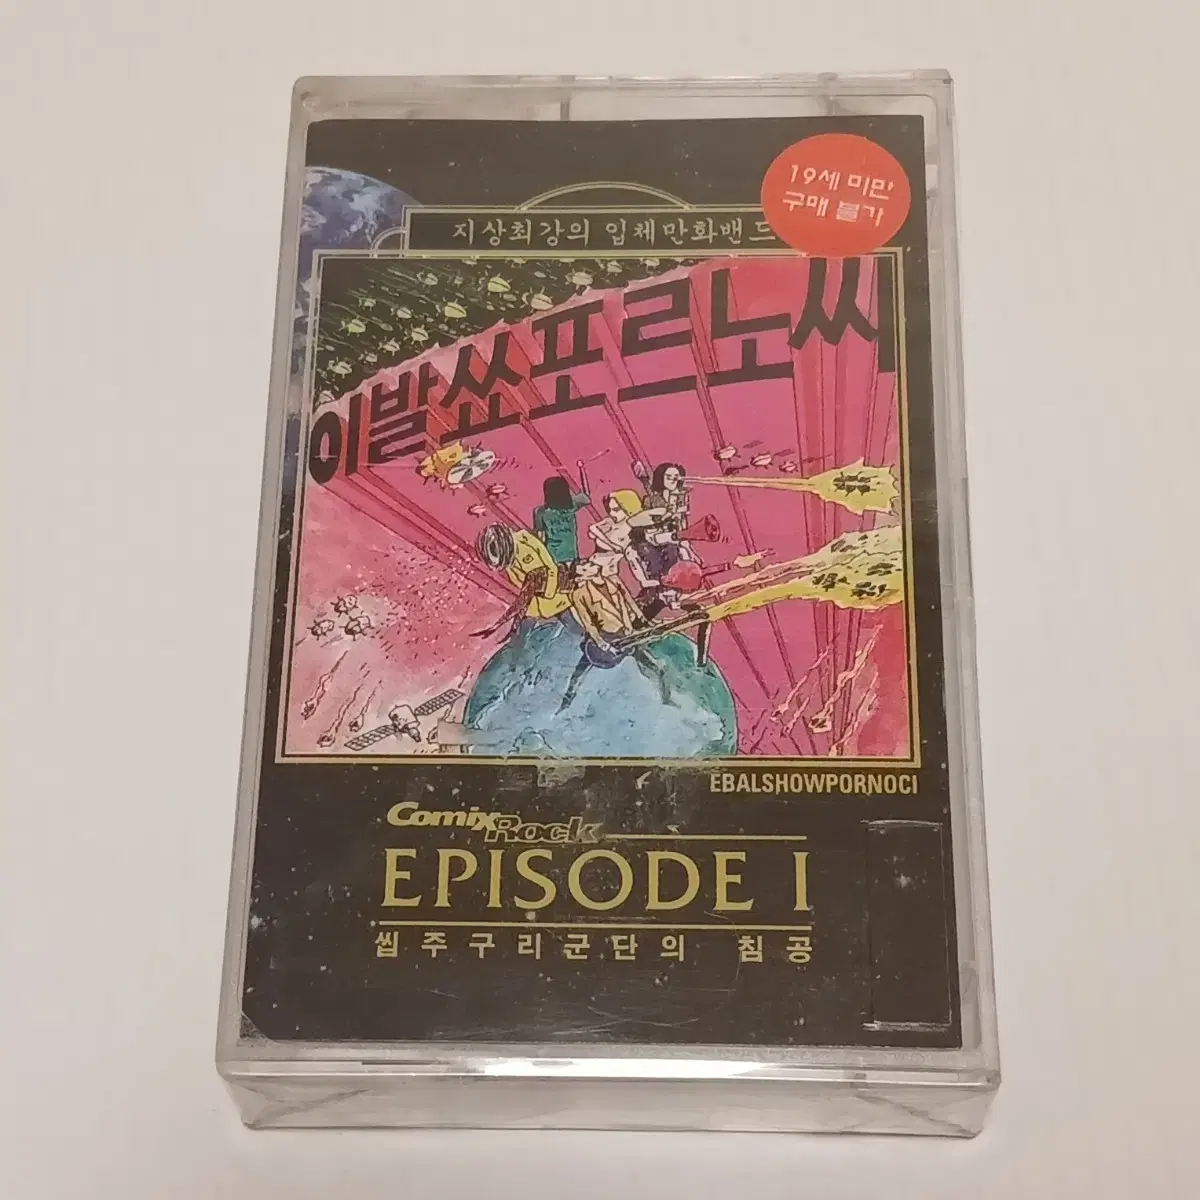 19세 미만
구매 불가
지상최강의 입체만화밴드
이발쑈포르노씨
EBALSHOWPORNOCI
ComixRock
EPISODE I
씹주구리군단의 침공